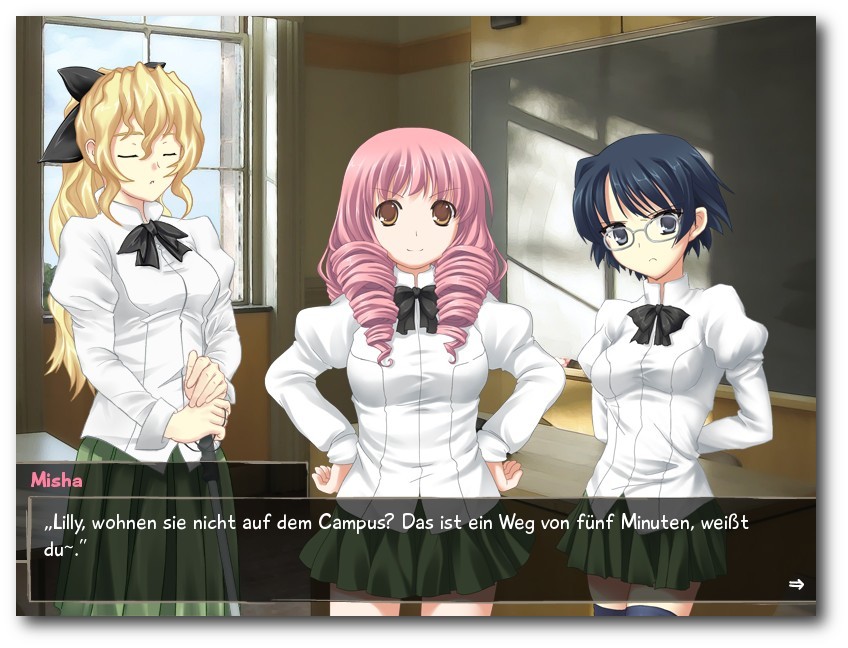 Misha
„Lilly, wohnen sie nicht auf dem Campus? Das ist ein Weg von fünf Minuten, weißt
du~.”
⇒